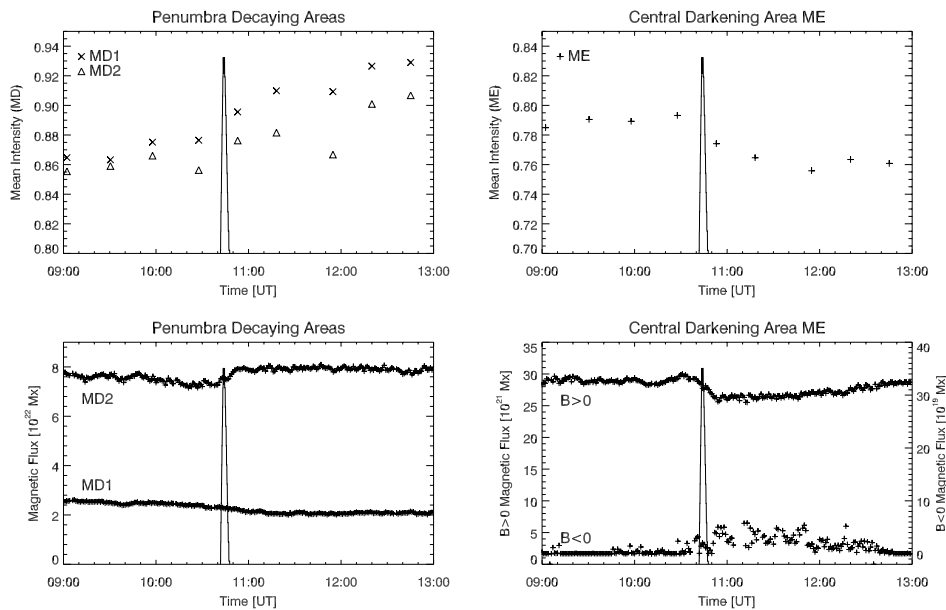 Penumbra Decaying Areas
Mean Intensity (MD)
0.94
0.92
0.90
0.88
0.86
0.84
0.82
0.80
× MD1
△ MD2
09:00 10:00 11:00 12:00 13:00
Time [UT]
Central Darkening Area ME
Mean Intensity (ME)
0.84
0.82
0.80
0.78
0.76
0.74
0.72
0.70
+ ME
09:00 10:00 11:00 12:00 13:00
Time [UT]
Penumbra Decaying Areas
Magnetic Flux [10²² Mx]
8
6
4
2
0
MD2
MD1
09:00 10:00 11:00 12:00 13:00
Time [UT]
Central Darkening Area ME
B>0 Magnetic Flux [10²¹ Mx]
35
30
25
20
15
10
5
0
B>0
B<0
40
30
20
10
0
B<0 Magnetic Flux [10¹⁹ Mx]
09:00 10:00 11:00 12:00 13:00
Time [UT]